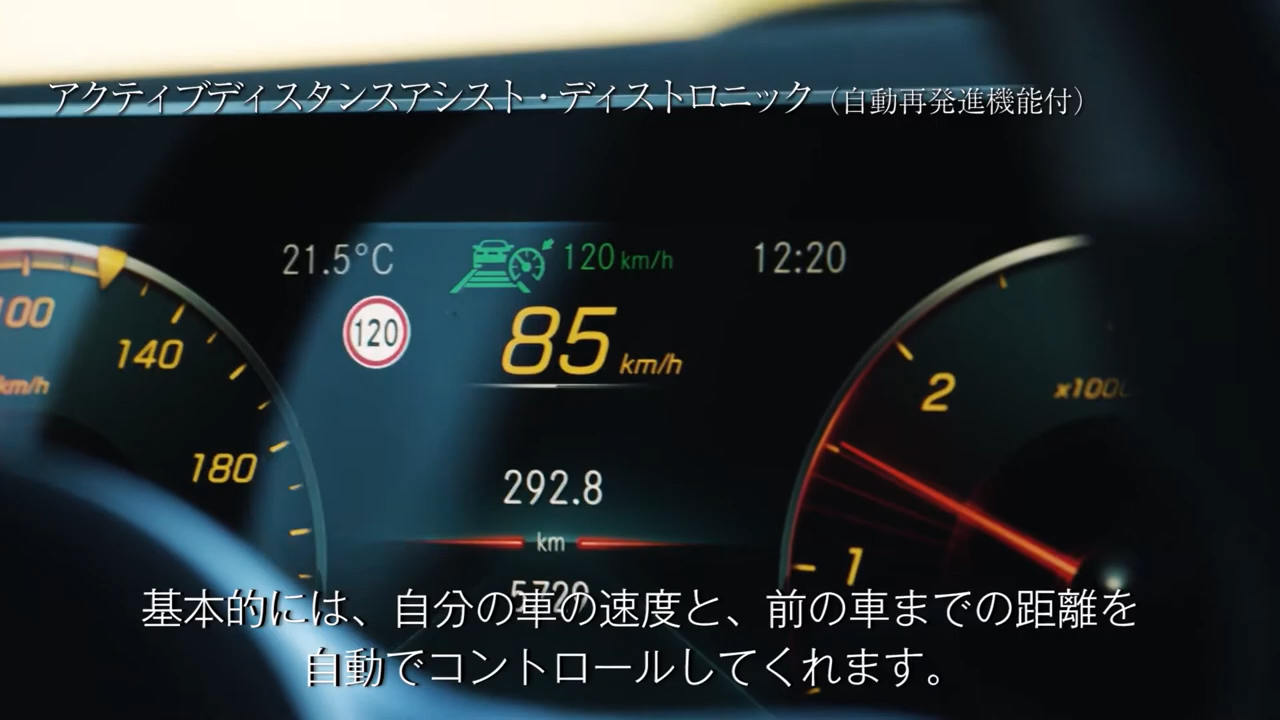 アクティブディスタンスアシスト・ディストロニック（自動再発進機能付）
21.5°C
120 km/h
12:20
120
85 km/h
100
140
km/h
180
2
1
292.8
km
基本的には、自分の車の速度と、前の車までの距離を
自動でコントロールしてくれます。